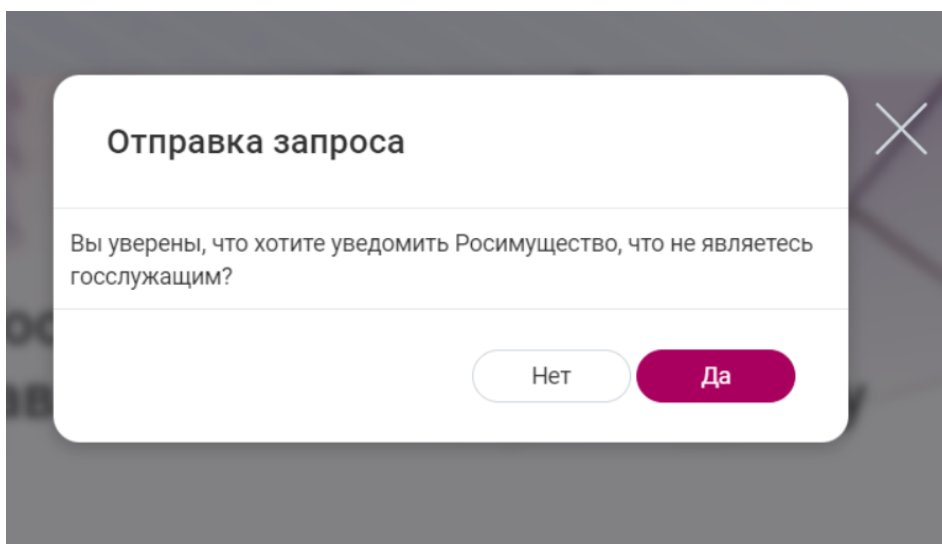 Отправка запроса
Вы уверены, что хотите уведомить Росимущество, что не являетесь
госслужащим?
Нет
Да